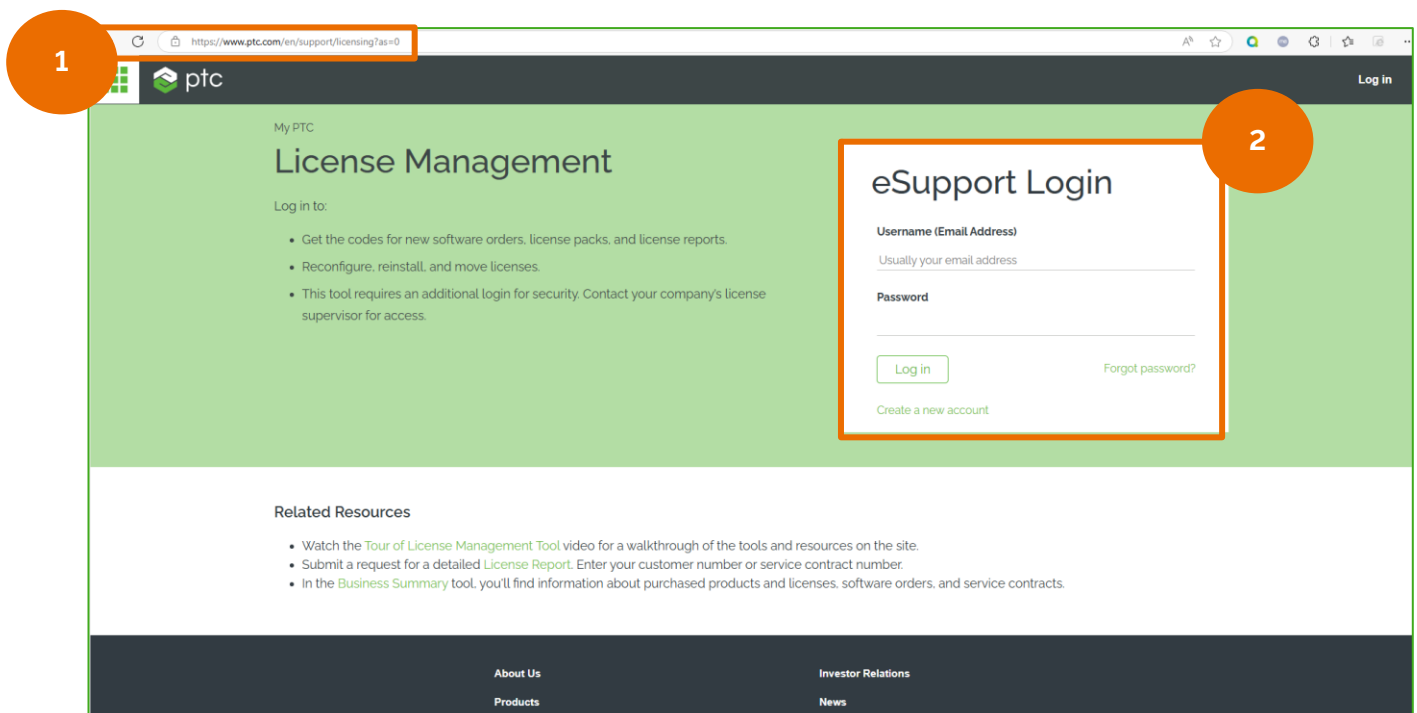 1
https://www.ptc.com/en/support/licensing?as=0
ptc
Log in
2
My PTC
License Management
Log in to:
• Get the codes for new software orders, license packs, and license reports.
• Reconfigure, reinstall, and move licenses.
• This tool requires an additional login for security. Contact your company's license
supervisor for access.
eSupport Login
Username (Email Address)
Usually your email address
Password
Log in
Forgot password?
Create a new account
Related Resources
• Watch the Tour of License Management Tool video for a walkthrough of the tools and resources on the site.
• Submit a request for a detailed License Report. Enter your customer number or service contract number.
• In the Business Summary tool, you'll find information about purchased products and licenses, software orders, and service contracts.
About Us
Investor Relations
Products
News